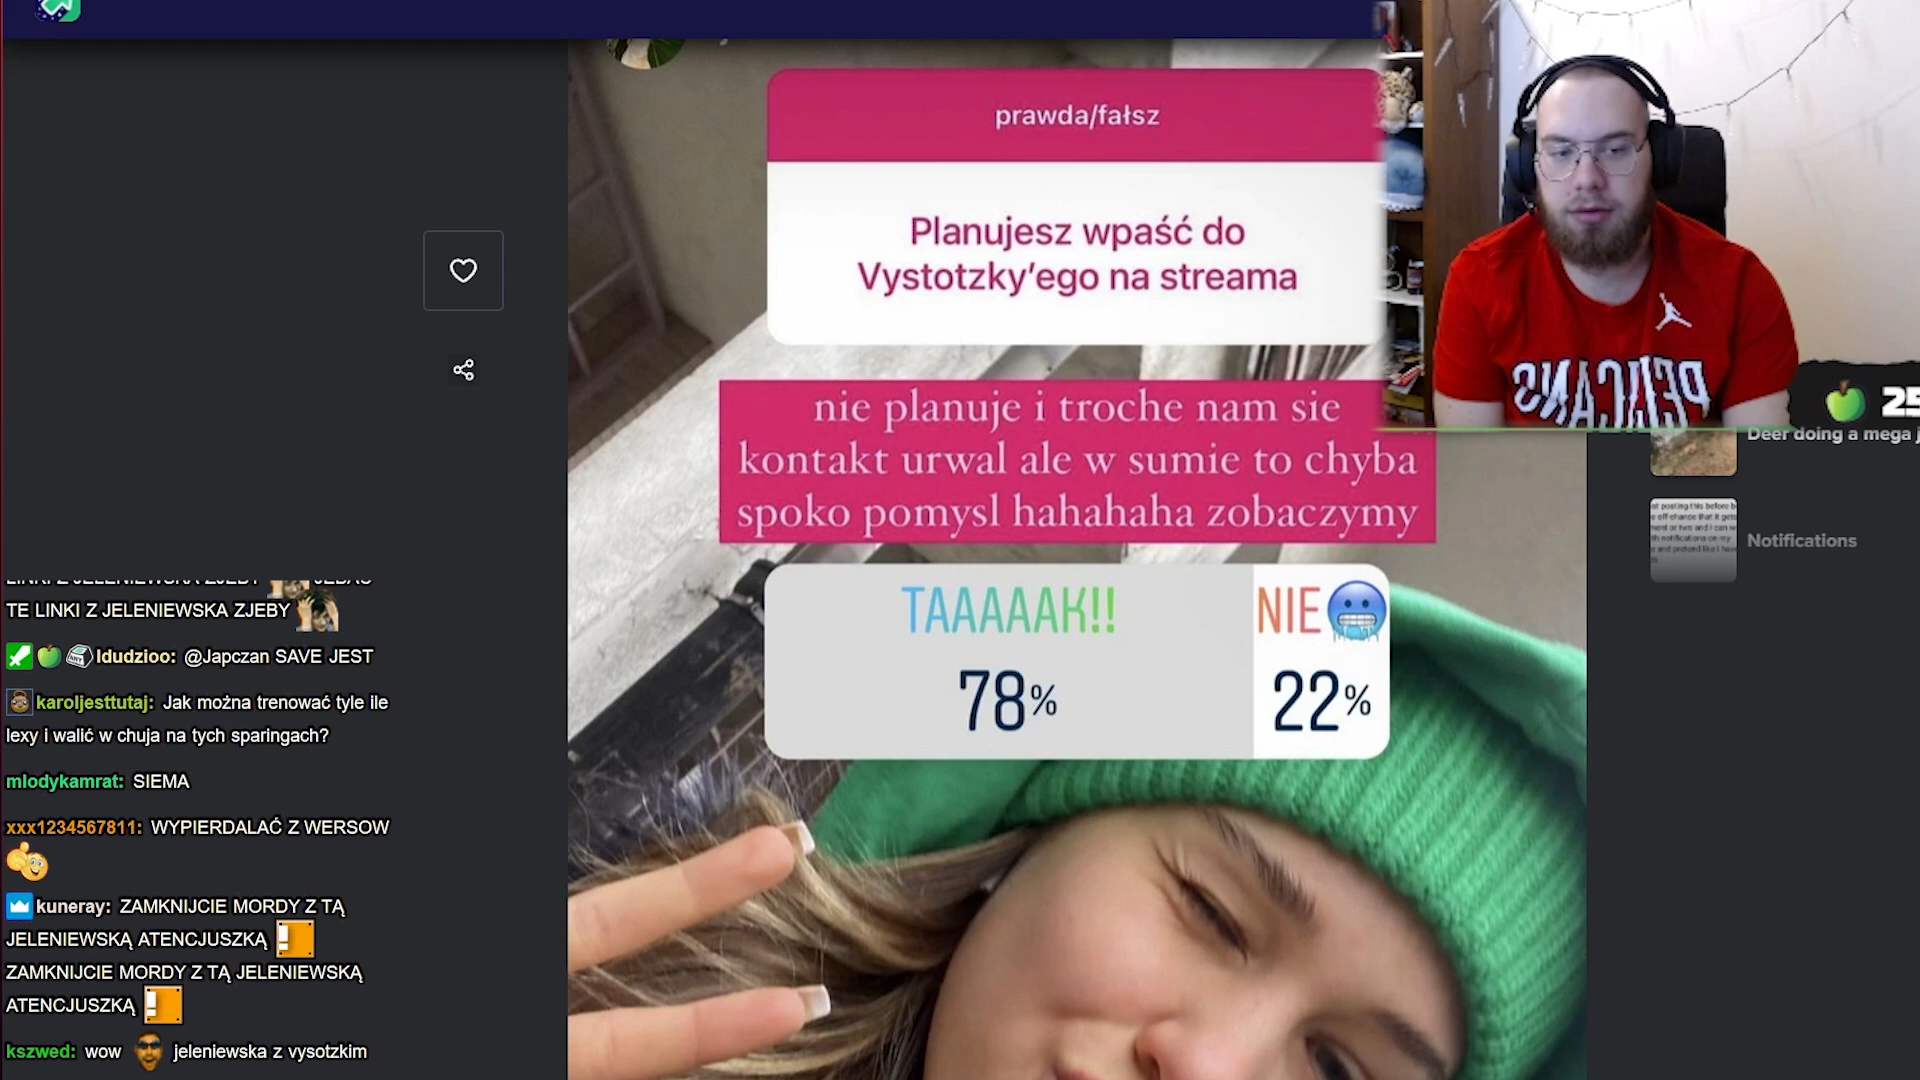 prawda/fałsz
Planujesz wpaść do
Vystotzky'ego na streama
nie planuje i troche nam sie
kontakt urwal ale w sumie to chyba
spoko pomysl hahahaha zobaczymy
TAAAAAK!!
78%
NIE
22%
PELICANS
25
Deer doing a mega j
Notifications
TE LINKI Z JELENIEWSKA ZJEBY
ldudzioo: @Japczan SAVE JEST
karoljesttutaj: Jak można trenować tyle ile
lexy i walić w chuja na tych sparingach?
mlodykamrat: SIEMA
xxx1234567811: WYPIERDALAĆ Z WERSOW
kuneray: ZAMKNIJCIE MORDY Z TĄ
JELENIEWSKĄ ATENCJUSZKĄ
ZAMKNIJCIE MORDY Z TĄ JELENIEWSKĄ
ATENCJUSZKĄ
kszwed: wow jeleniewska z vysotzkim